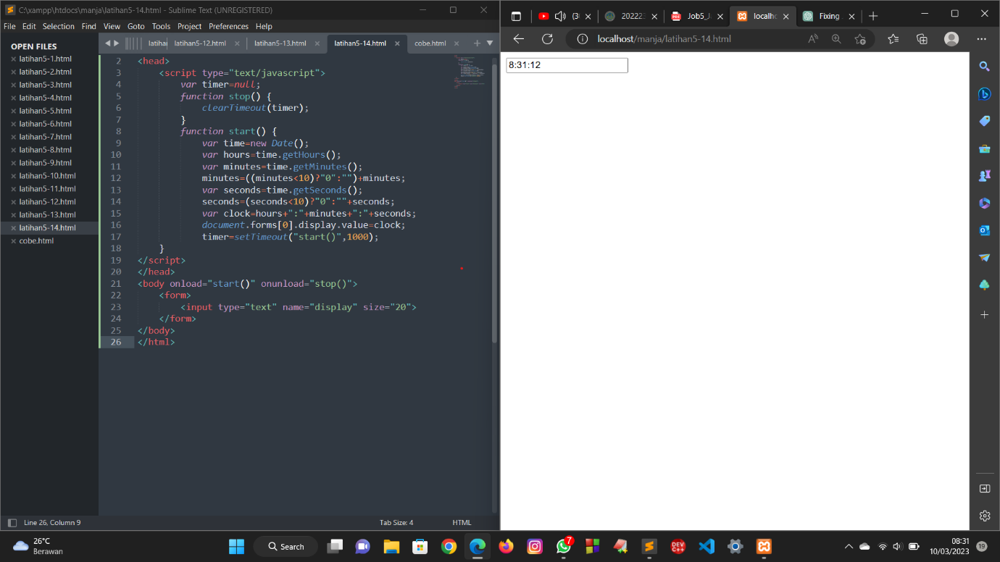 C:\xampp\htdocs\manja\latihan5-14.html - Sublime Text (UNREGISTERED)
File Edit Selection Find View Goto Tools Project Preferences Help
OPEN FILES
latihan5-1.html
latihan5-2.html
latihan5-3.html
latihan5-4.html
latihan5-5.html
latihan5-6.html
latihan5-7.html
latihan5-8.html
latihan5-9.html
latihan5-10.html
latihan5-11.html
latihan5-12.html
latihan5-13.html
latihan5-14.html
cobe.html
latihan5-12.html latihan5-13.html latihan5-14.html cobe.html
2 <head>
3 <script type="text/javascript">
4 var timer=null;
5 function stop() {
6 clearTimeout(timer);
7 }
8 function start() {
9 var time=new Date();
10 var hours=time.getHours();
11 var minutes=time.getMinutes();
12 minutes=((minutes<10)?"0":"")+minutes;
13 var seconds=time.getSeconds();
14 seconds=(seconds<10)?"0":""+seconds;
15 var clock=hours+":"+minutes+":"+seconds;
16 document.forms[0].display.value=clock;
17 timer=setTimeout("start()",1000);
18 }
19 </script>
20 </head>
21 <body onload="start()" onunload="stop()">
22 <form>
23 <input type="text" name="display" size="20">
24 </form>
25 </body>
26 </html>
Line 26, Column 9 Tab Size: 4 HTML
(3( 20222: Job5_J localh Fixing
localhost/manja/latihan5-14.html
8:31:12
26°C
Berawan
Search
7
DEV
C++
08:31
10/03/2023
19